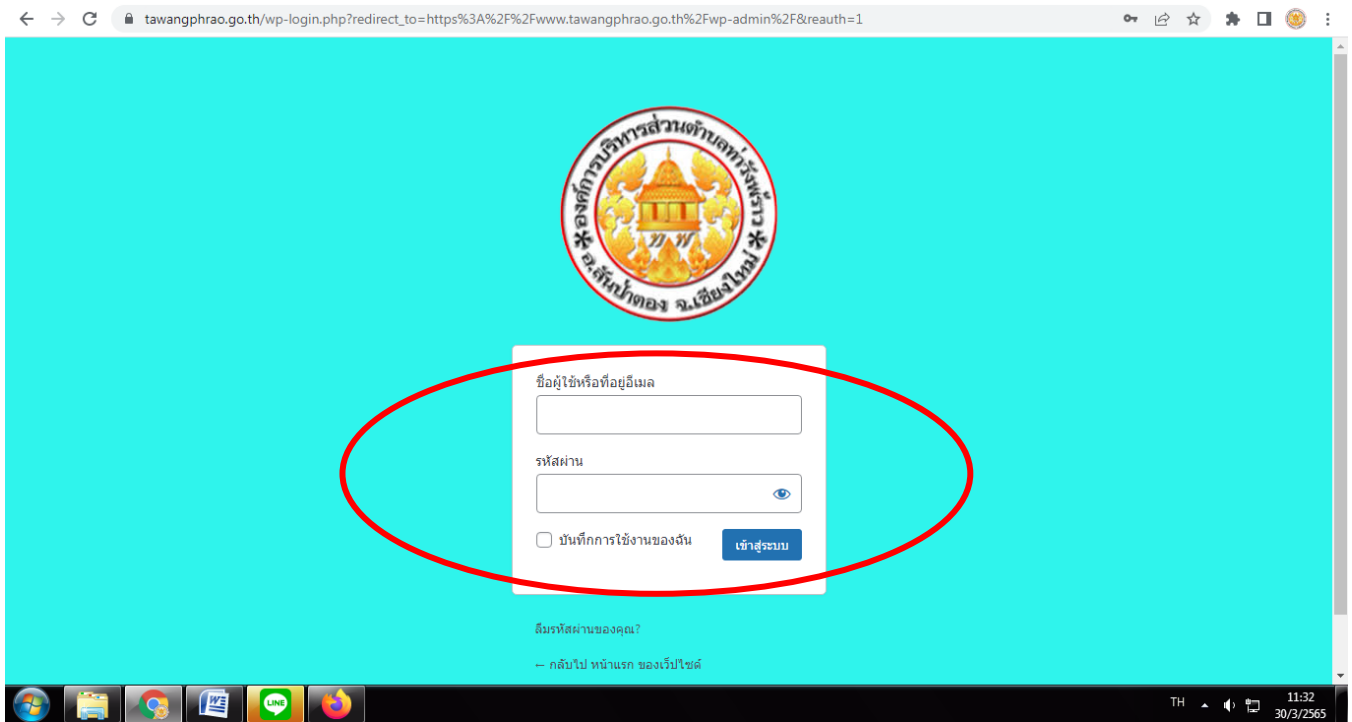 tawangphrao.go.th/wp-login.php?redirect_to=https%3A%2F%2Fwww.tawangphrao.go.th%2Fwp-admin%2F&reauth=1
องค์การบริหารส่วนตำบลทุ่งวังพร้าว
ท พ
อ.สันป่าตอง จ.เชียงใหม่
ชื่อผู้ใช้หรือที่อยู่อีเมล
รหัสผ่าน
บันทึกการใช้งานของฉัน
เข้าสู่ระบบ
ลืมรหัสผ่านของคุณ?
← กลับไป หน้าแรก ของเว็บไซต์
LINE
TH
11:32
30/3/2565